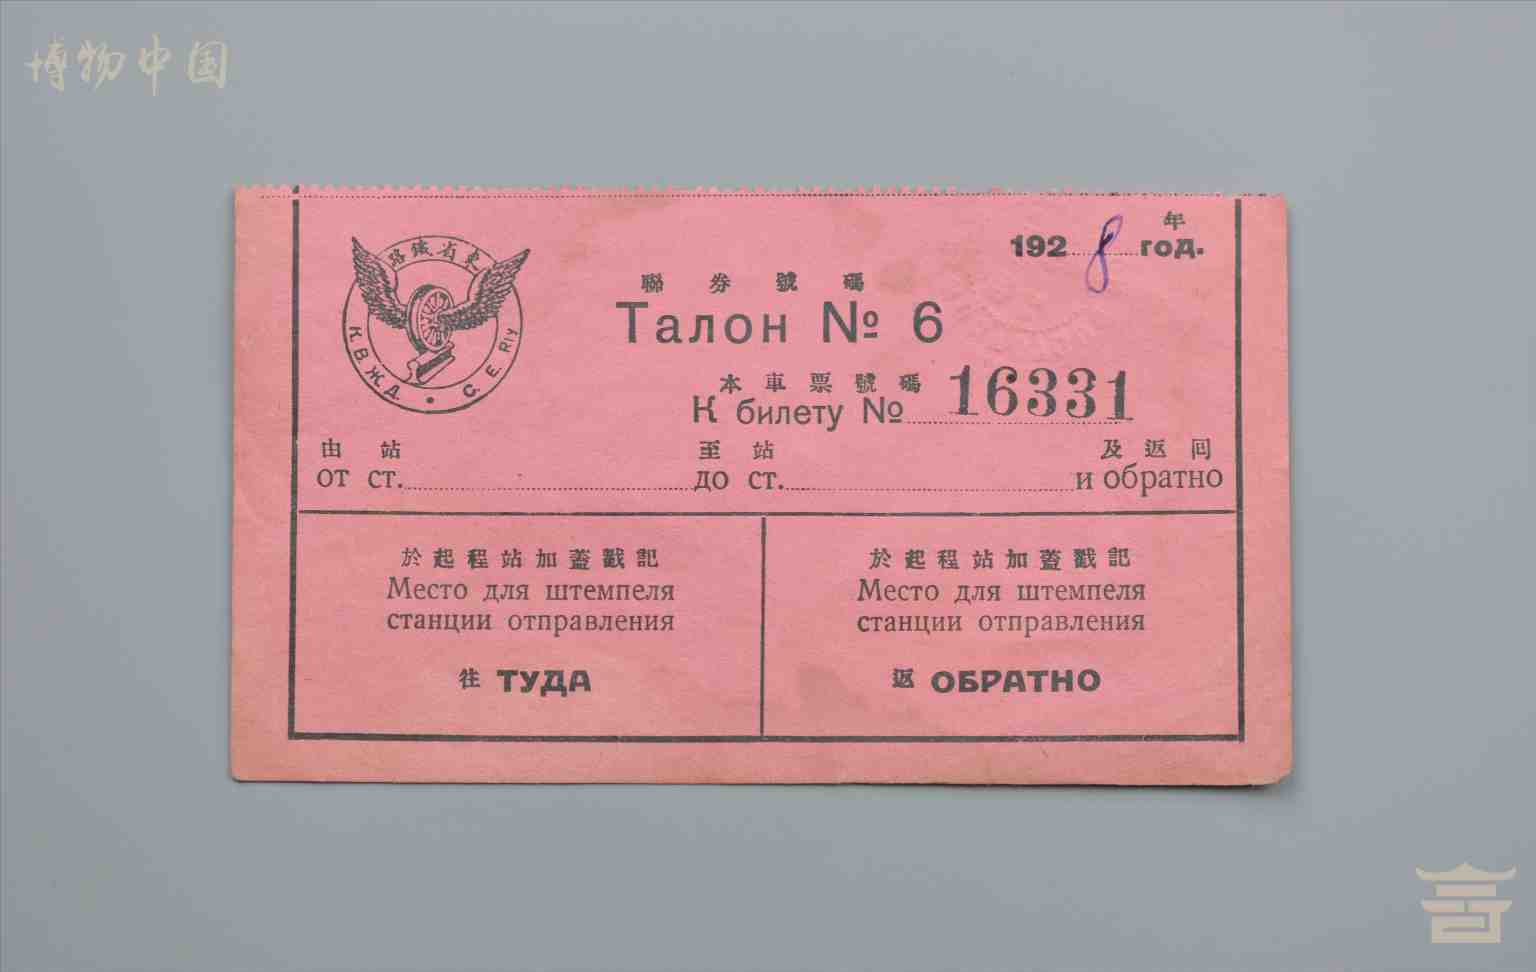 博物中国
年
1928 год.
東省鐵路
К.В.Ж.Д. • C. E. Rly
聯券號碼
Талон № 6
本車票號碼
К билету № 16331
由站 至站 及返回
от ст. до ст. и обратно
於起程站加蓋戳記
Место для штемпеля
станции отправления
往 ТУДА
於起程站加蓋戳記
Место для штемпеля
станции отправления
返 ОБРАТНО